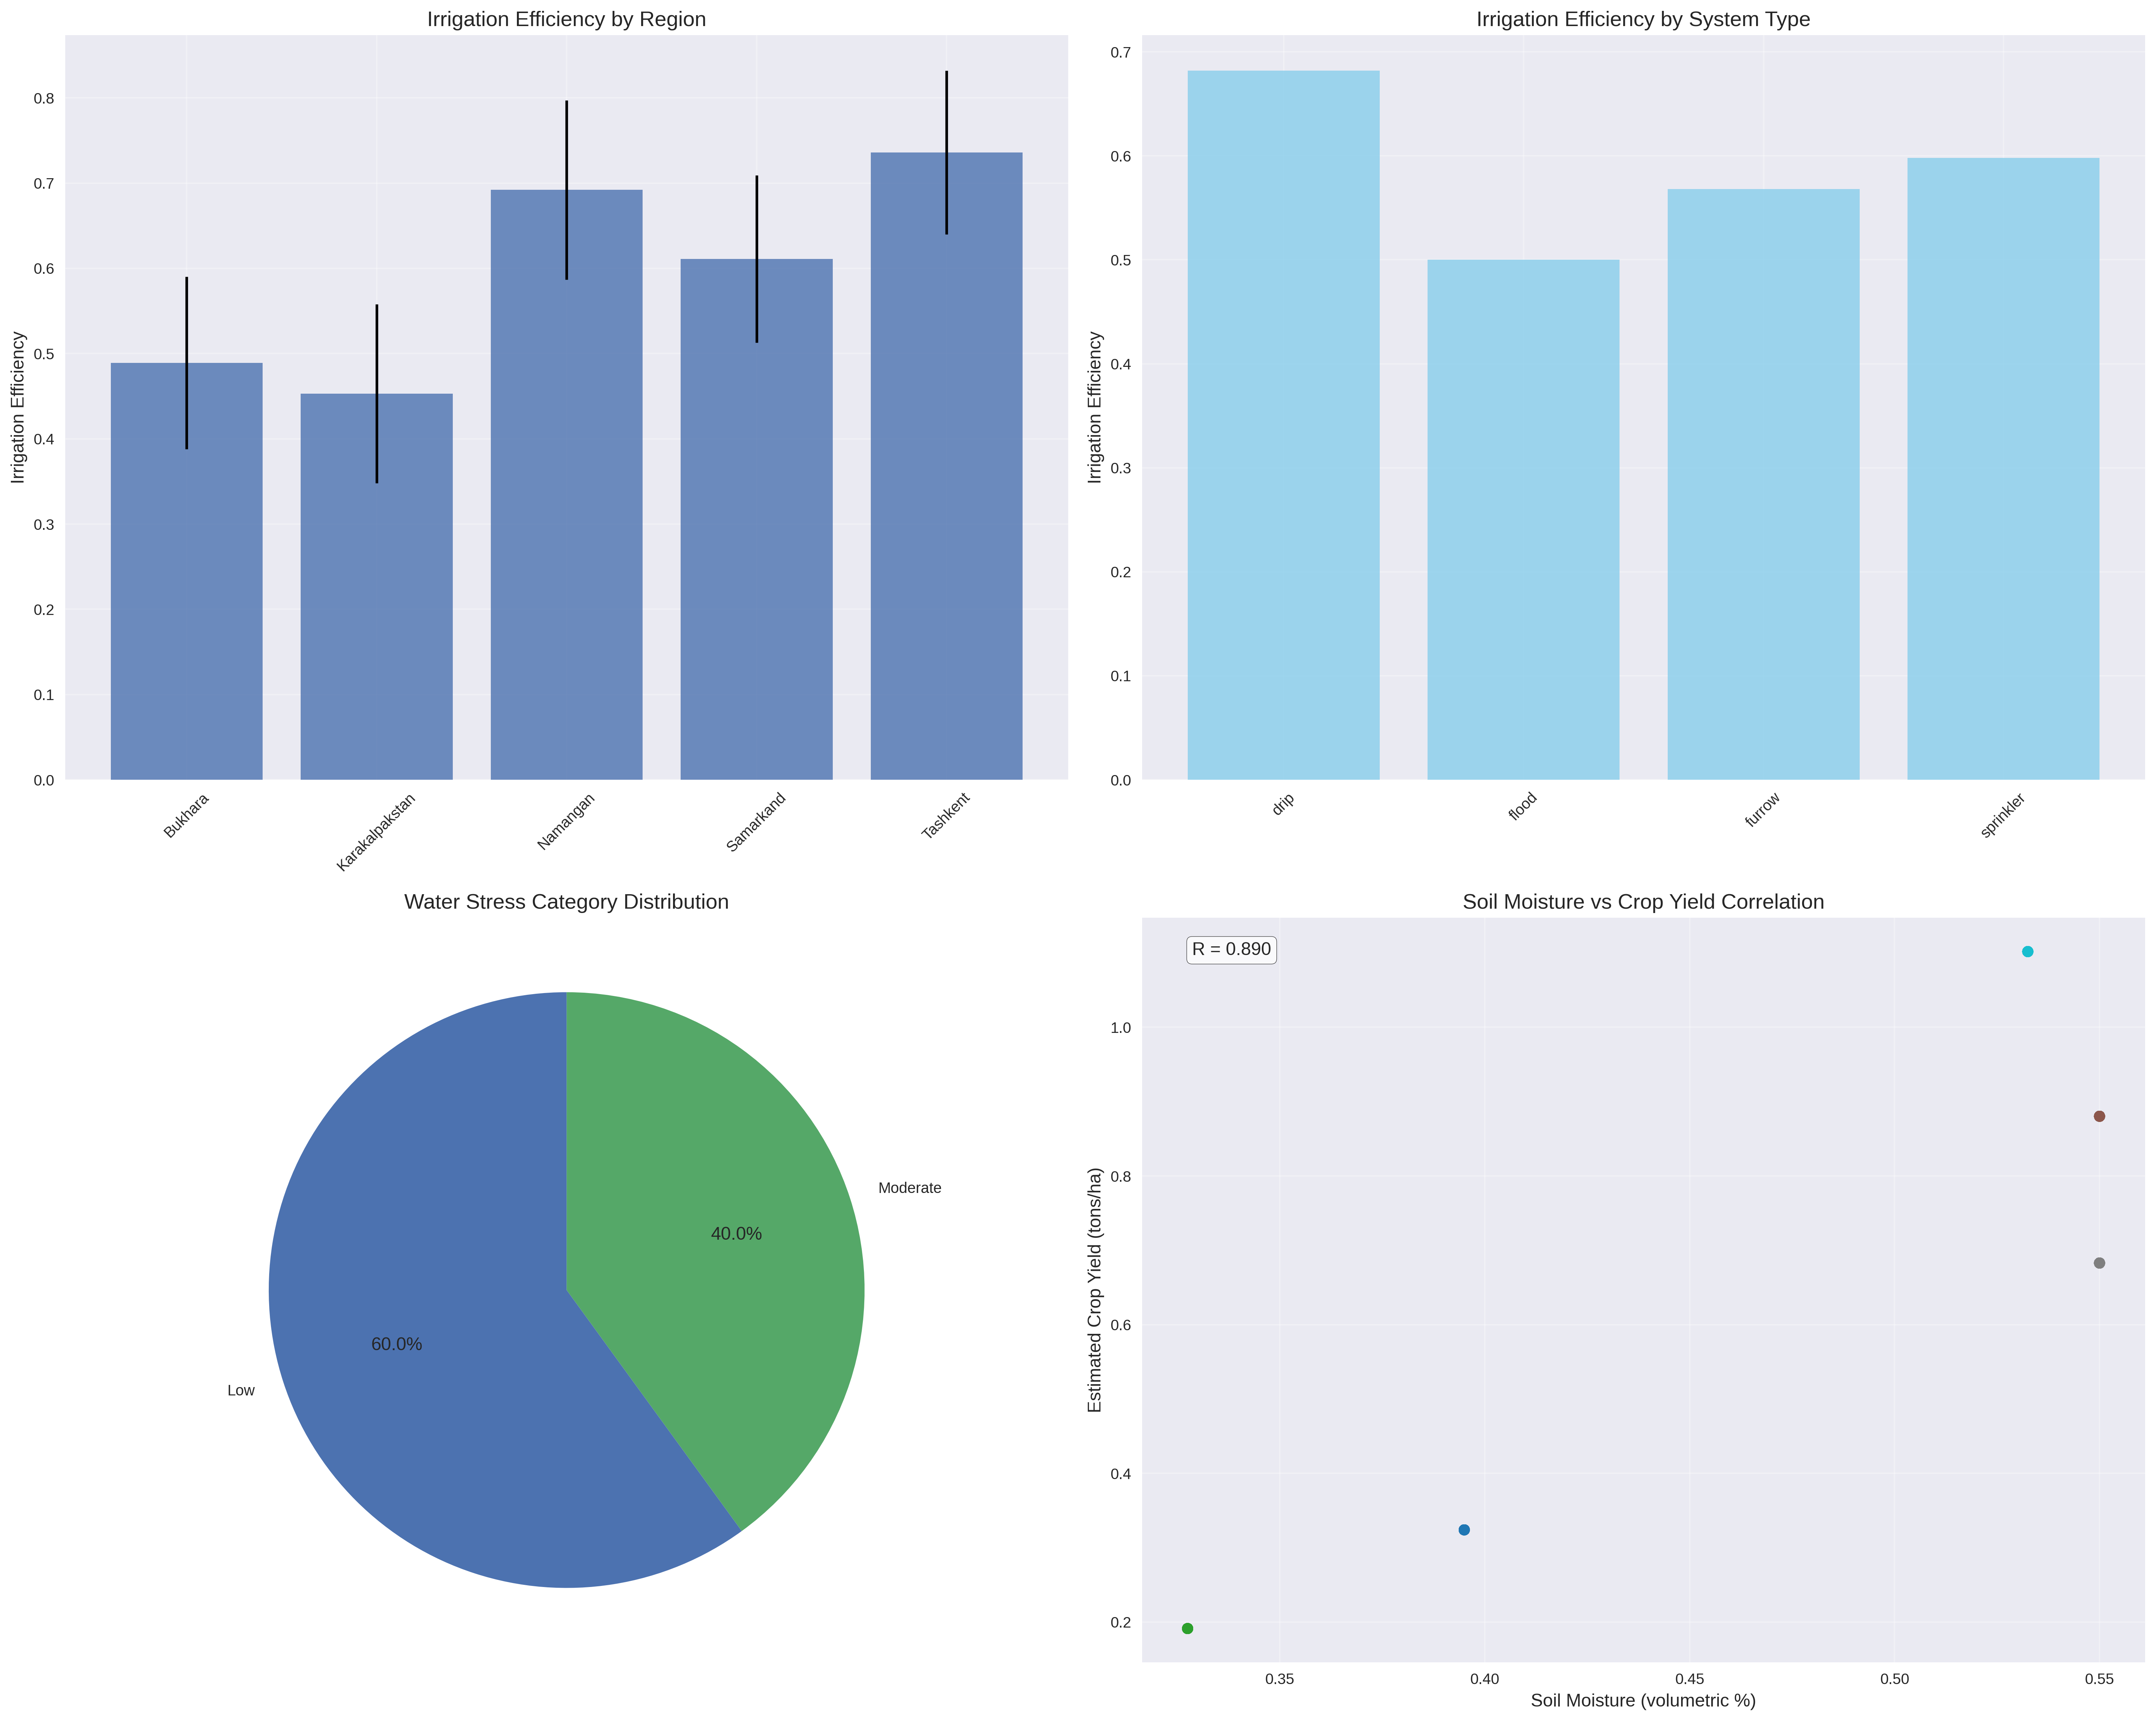 Irrigation Efficiency by Region
Irrigation Efficiency
0.8
0.7
0.6
0.5
0.4
0.3
0.2
0.1
0.0
Bukhara
Karakalpakstan
Namangan
Samarkand
Tashkent
Irrigation Efficiency by System Type
Irrigation Efficiency
0.7
0.6
0.5
0.4
0.3
0.2
0.1
0.0
drip
flood
furrow
sprinkler
Water Stress Category Distribution
Moderate
40.0%
60.0%
Low
Soil Moisture vs Crop Yield Correlation
R = 0.890
Estimated Crop Yield (tons/ha)
1.0
0.8
0.6
0.4
0.2
0.35
0.40
0.45
0.50
0.55
Soil Moisture (volumetric %)